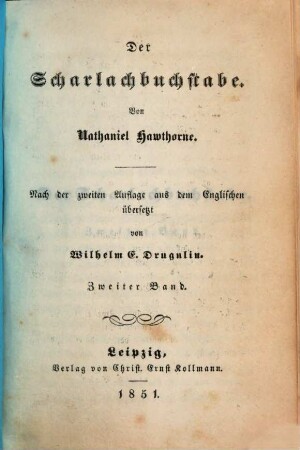 Der
Scharlachbuchstabe.
Von
Nathaniel Hawthorne.
Nach der zweiten Auflage aus dem Englischen
übersetzt
von
Wilhelm E. Drugulin.
Zweiter Band.
Leipzig,
Verlag von Christ. Ernst Kollmann.
1851.